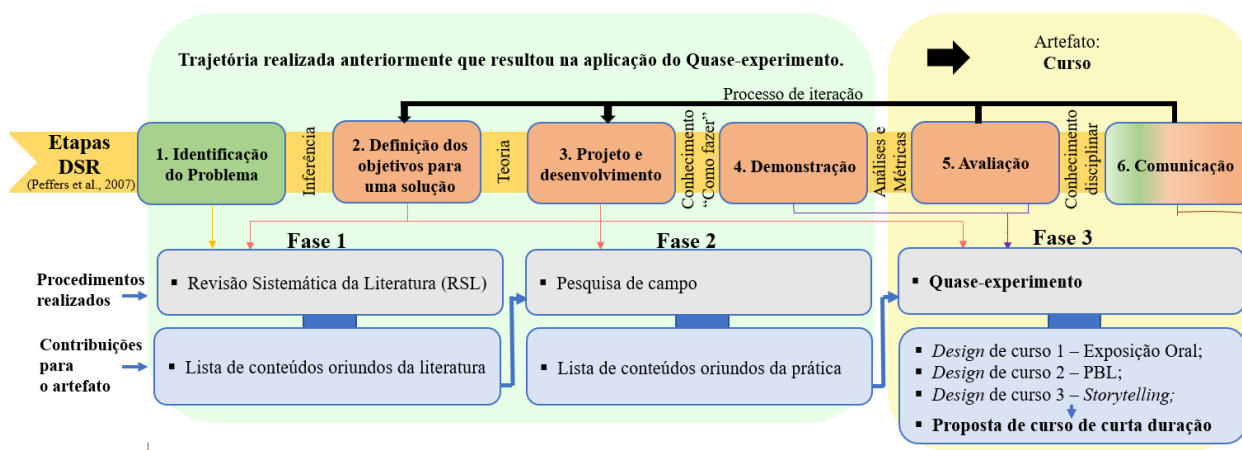 Trajetória realizada anteriormente que resultou na aplicação do Quase-experimento.
Artefato:
Curso
Processo de iteração
Etapas
DSR
(Peffers et al., 2007)
1. Identificação
do Problema
Inferência
2. Definição dos
objetivos para
uma solução
Teoria
3. Projeto e
desenvolvimento
Conhecimento
“Como fazer”
4. Demonstração
Análises e
Métricas
5. Avaliação
Conhecimento
disciplinar
6. Comunicação
Fase 1
Fase 2
Fase 3
Procedimentos
realizados
▪ Revisão Sistemática da Literatura (RSL)
▪ Pesquisa de campo
▪ Quase-experimento
Contribuições
para
o artefato
▪ Lista de conteúdos oriundos da literatura
▪ Lista de conteúdos oriundos da prática
▪ Design de curso 1 – Exposição Oral;
▪ Design de curso 2 – PBL;
▪ Design de curso 3 – Storytelling;
▪ Proposta de curso de curta duração